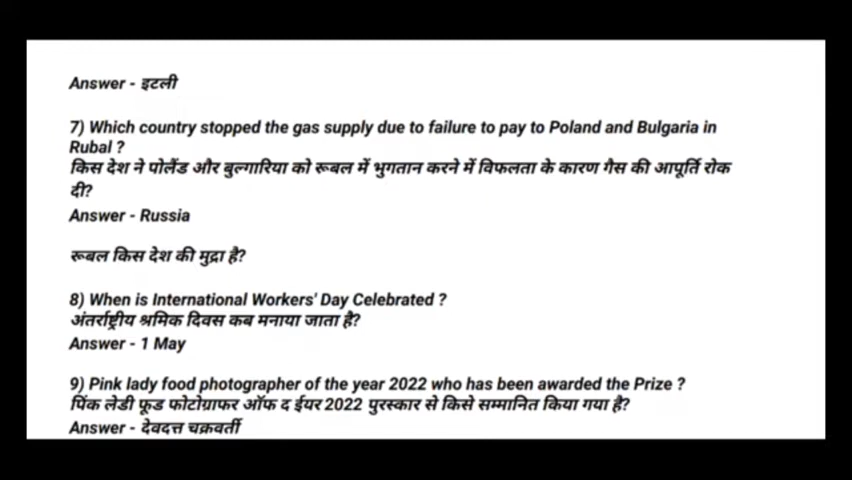 Answer - इटली
7) Which country stopped the gas supply due to failure to pay to Poland and Bulgaria in
Rubal ?
किस देश ने पोलैंड और बुल्गारिया को रूबल में भुगतान करने में विफलता के कारण गैस की आपूर्ति रोक
दी?
Answer - Russia
रूबल किस देश की मुद्रा है?
8) When is International Workers' Day Celebrated ?
अंतर्राष्ट्रीय श्रमिक दिवस कब मनाया जाता है?
Answer - 1 May
9) Pink lady food photographer of the year 2022 who has been awarded the Prize ?
पिंक लेडी फूड फोटोग्राफर ऑफ द ईयर 2022 पुरस्कार से किसे सम्मानित किया गया है?
Answer - देवदत्त चक्रवर्ती